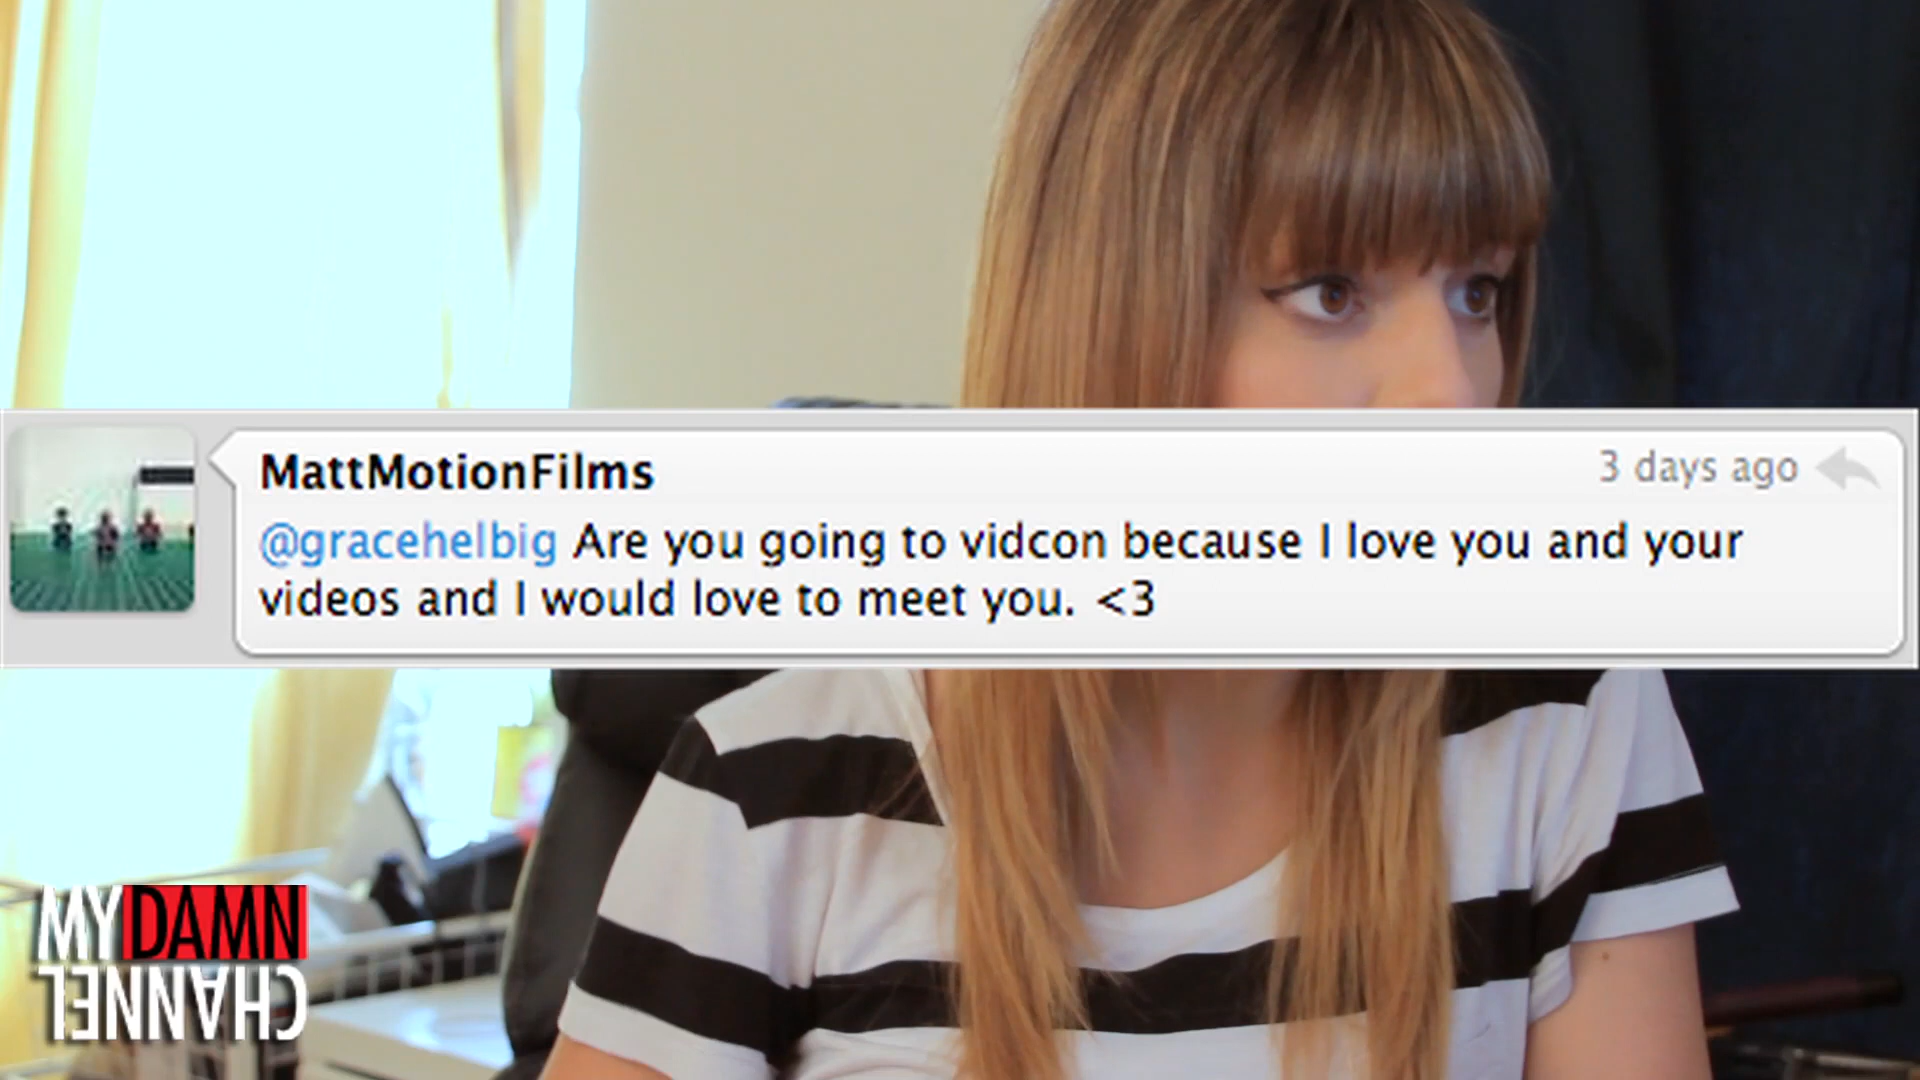 MattMotionFilms
3 days ago
@gracehelbig Are you going to vidcon because I love you and your
videos and I would love to meet you. <3
MY DAMN
CHANNEL